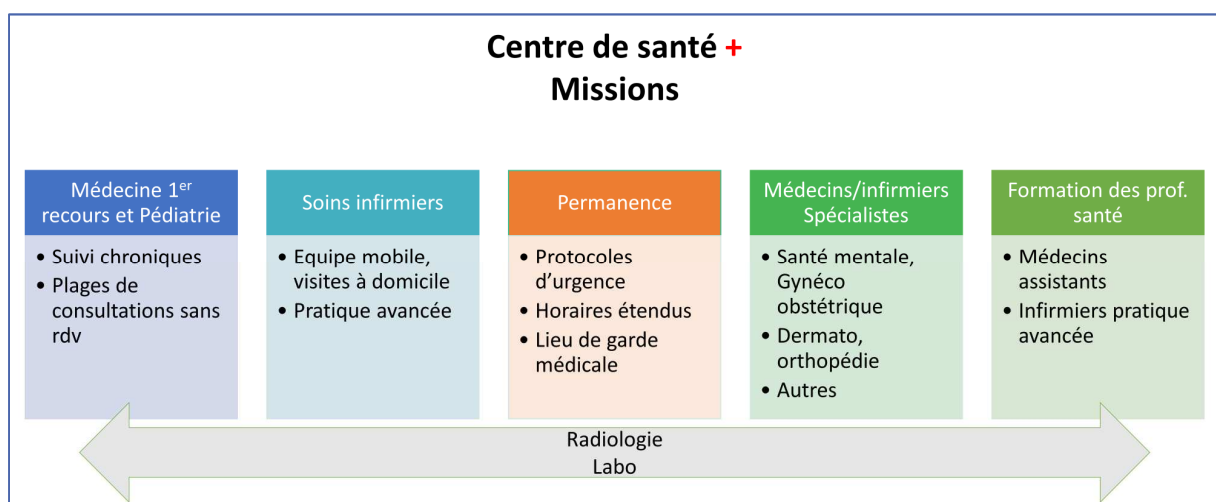 Centre de santé +
Missions
Médecine 1er
recours et Pédiatrie
• Suivi chroniques
• Plages de
consultations sans
rdv
Soins infirmiers
• Equipe mobile,
visites à domicile
• Pratique avancée
Permanence
• Protocoles
d’urgence
• Horaires étendus
• Lieu de garde
médicale
Médecins/infirmiers
Spécialistes
• Santé mentale,
Gynéco
obstétrique
• Dermato,
orthopédie
• Autres
Formation des prof.
santé
• Médecins
assistants
• Infirmiers pratique
avancée
Radiologie
Labo